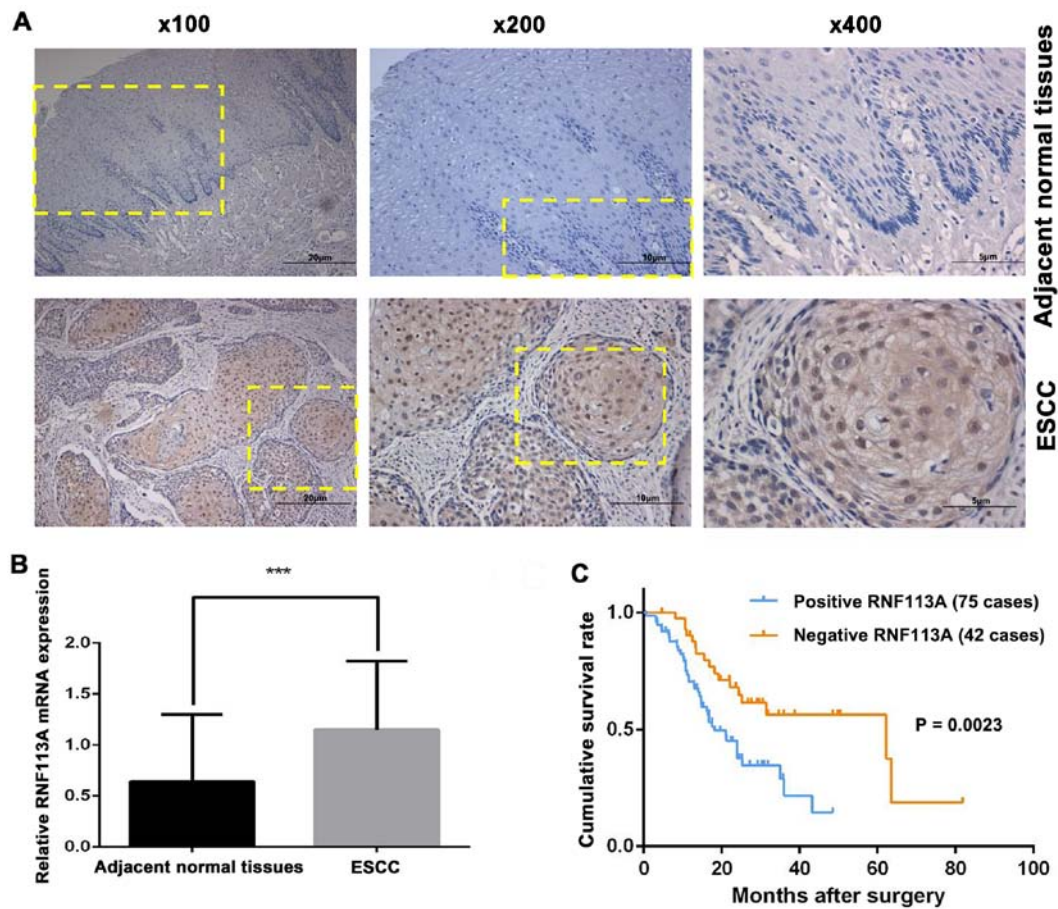 A
x100
x200
x400
20μm
10μm
5μm
Adjacent normal tissues
20μm
10μm
5μm
ESCC
B
***
Relative RNF113A mRNA expression
2.0
1.5
1.0
0.5
0.0
Adjacent normal tissues
ESCC
C
Positive RNF113A (75 cases)
Negative RNF113A (42 cases)
P = 0.0023
Cumulative survival rate
1.0
0.5
0.0
0
20
40
60
80
100
Months after surgery